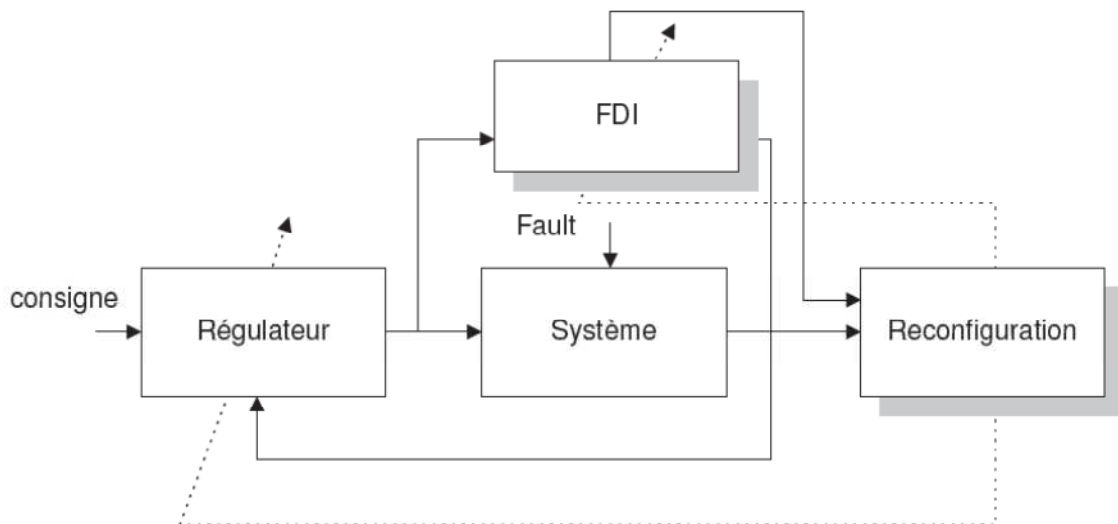 FDI
Fault
consigne
Régulateur
Système
Reconfiguration